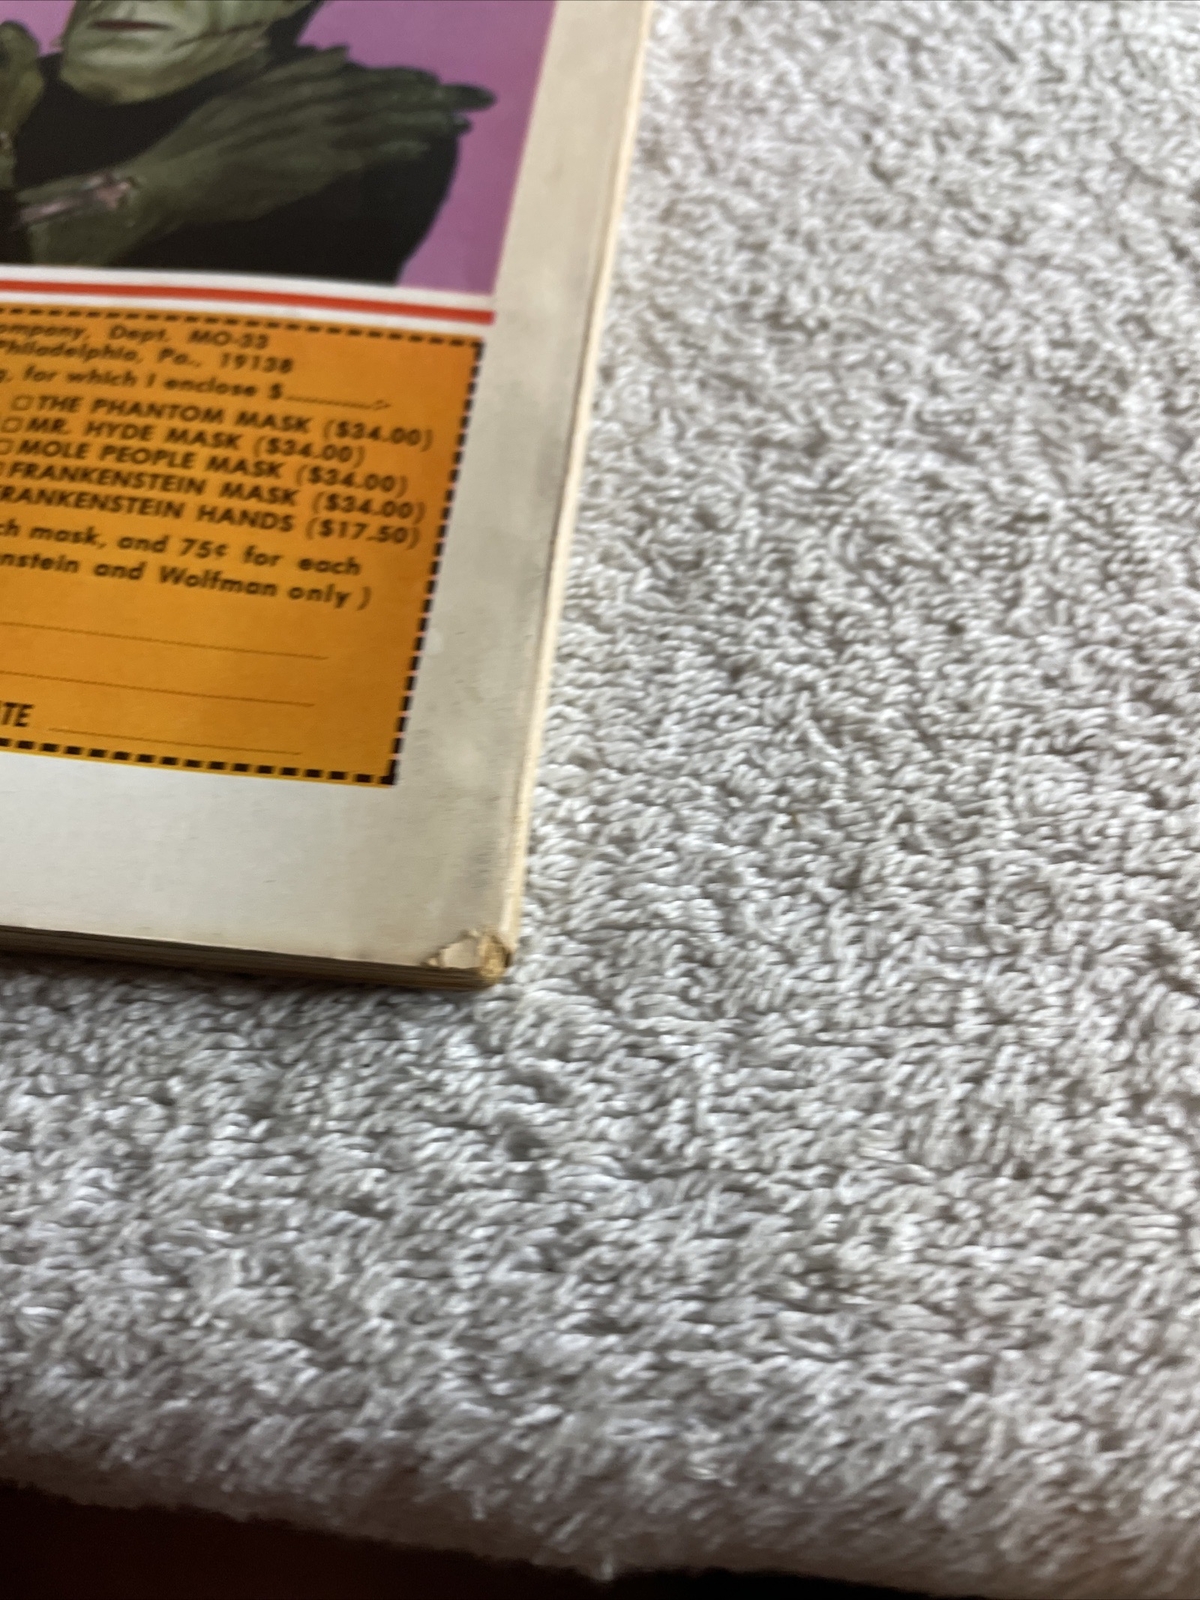 ompany, Dept. MO-33
Philadelphia, Pa., 19138
g, for which I enclose $
THE PHANTOM MASK ($34.00)
MR. HYDE MASK ($34.00)
MOLE PEOPLE MASK ($34.00)
FRANKENSTEIN MASK ($34.00)
RANKENSTEIN HANDS ($17.50)
ch mask, and 75¢ for each
nstein and Wolfman only )
TE